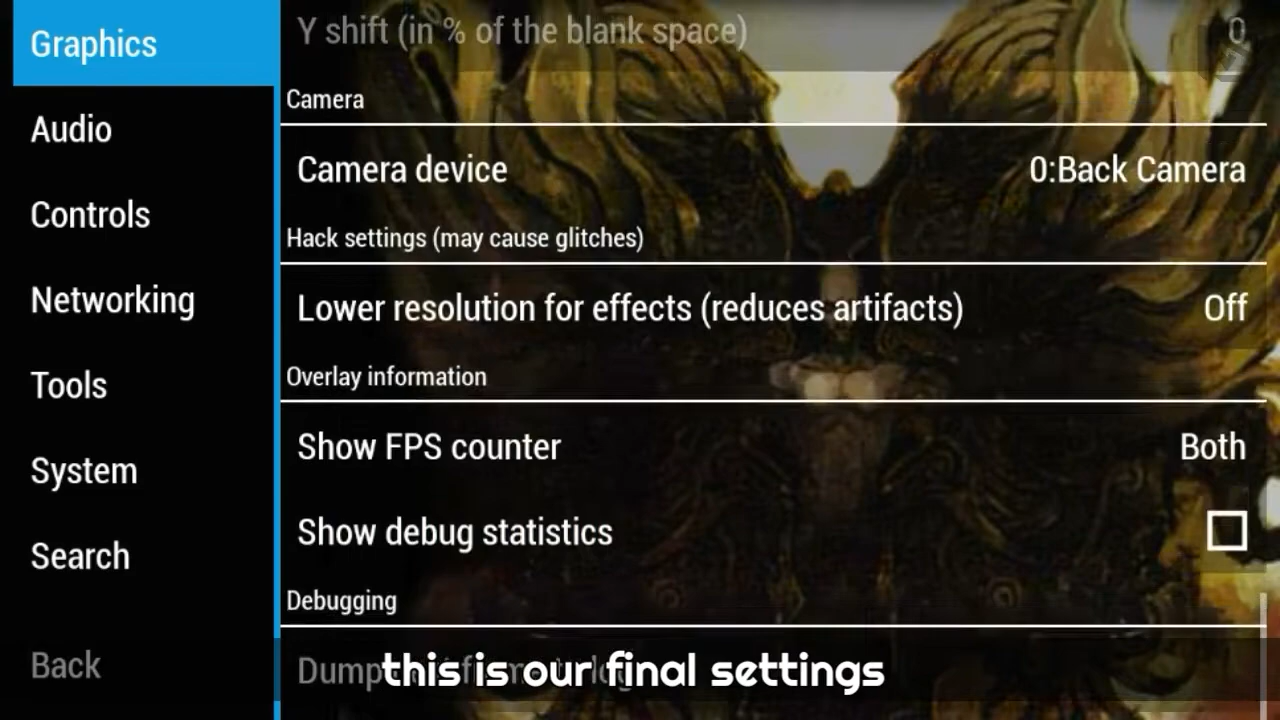 Graphics
Audio
Controls
Networking
Tools
System
Search
Back
Y shift (in % of the blank space) 0
Camera
Camera device 0:Back Camera
Hack settings (may cause glitches)
Lower resolution for effects (reduces artifacts) Off
Overlay information
Show FPS counter Both
Show debug statistics
Debugging
this is our final settings